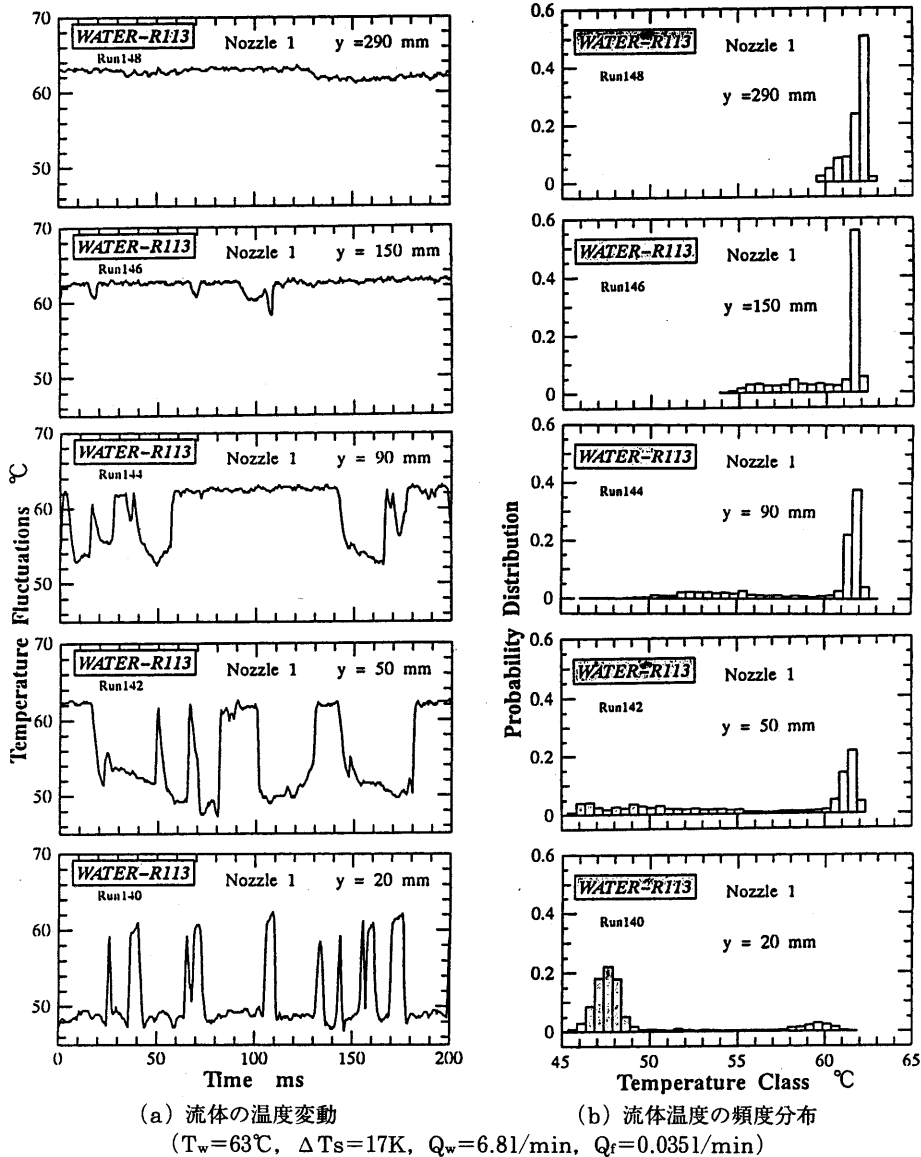 70
WATER-R113
Nozzle 1
y =290 mm
Run148
60
50
70
WATER-R113
Nozzle 1
y = 150 mm
Run146
60
50
70
WATER-R113
Nozzle 1
y = 90 mm
Run144
60
50
70
WATER-R113
Nozzle 1
y = 50 mm
Run142
60
50
70
WATER-R113
Nozzle 1
y = 20 mm
Run140
60
50
0 50 100 150 200
Time ms
Temperature Fluctuations ℃
(a) 流体の温度変動
0.6
WATER-R113
Nozzle 1
Run148
y =290 mm
0.4
0.2
0
0.6
WATER-R113
Nozzle 1
Run146
y =150 mm
0.4
0.2
0
0.6
WATER-R113
Nozzle 1
Run144
y = 90 mm
0.4
0.2
0
0.6
WATER-R113
Nozzle 1
Run142
y = 50 mm
0.4
0.2
0
0.6
WATER-R113
Nozzle 1
Run140
y = 20 mm
0.4
0.2
0
45 50 55 60 65
Temperature Class ℃
Probability Distribution
(b) 流体温度の頻度分布
(Tw=63℃, ΔTs=17K, Qw=6.8l/min, Qf=0.035l/min)